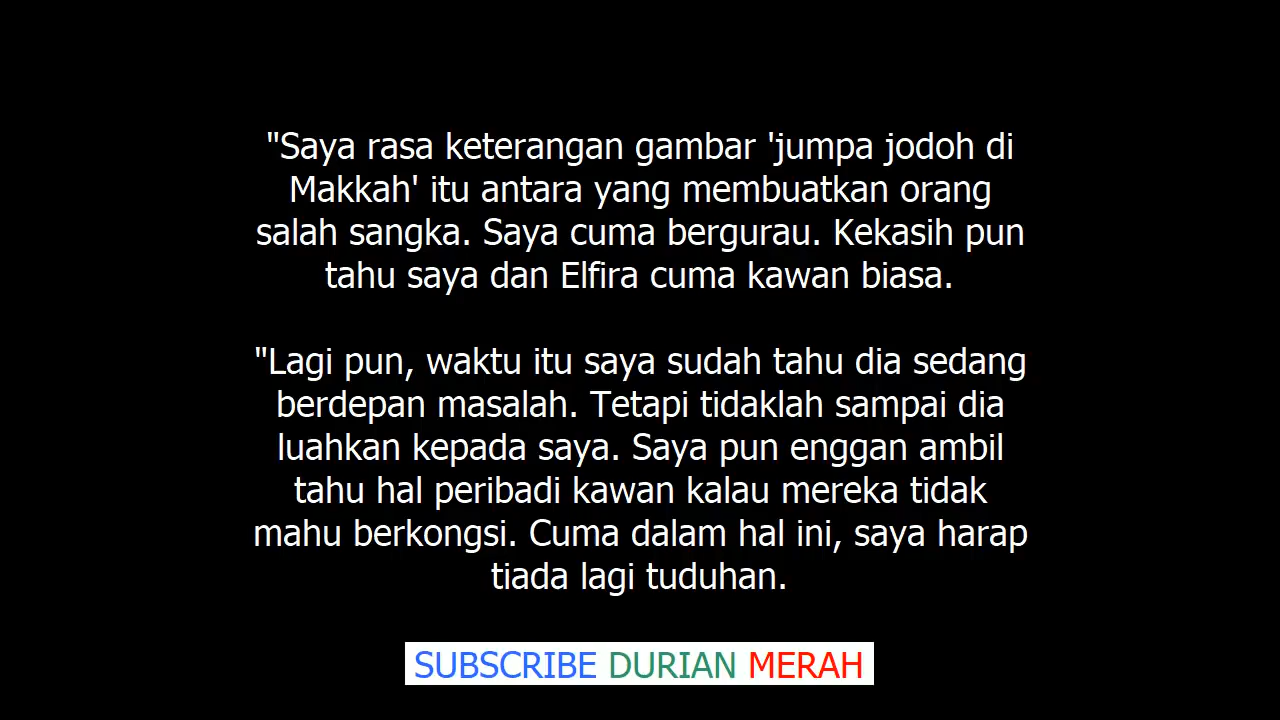 "Saya rasa keterangan gambar 'jumpa jodoh di
Makkah' itu antara yang membuatkan orang
salah sangka. Saya cuma bergurau. Kekasih pun
tahu saya dan Elfira cuma kawan biasa.
"Lagi pun, waktu itu saya sudah tahu dia sedang
berdepan masalah. Tetapi tidaklah sampai dia
luahkan kepada saya. Saya pun enggan ambil
tahu hal peribadi kawan kalau mereka tidak
mahu berkongsi. Cuma dalam hal ini, saya harap
tiada lagi tuduhan.
SUBSCRIBE DURIAN MERAH